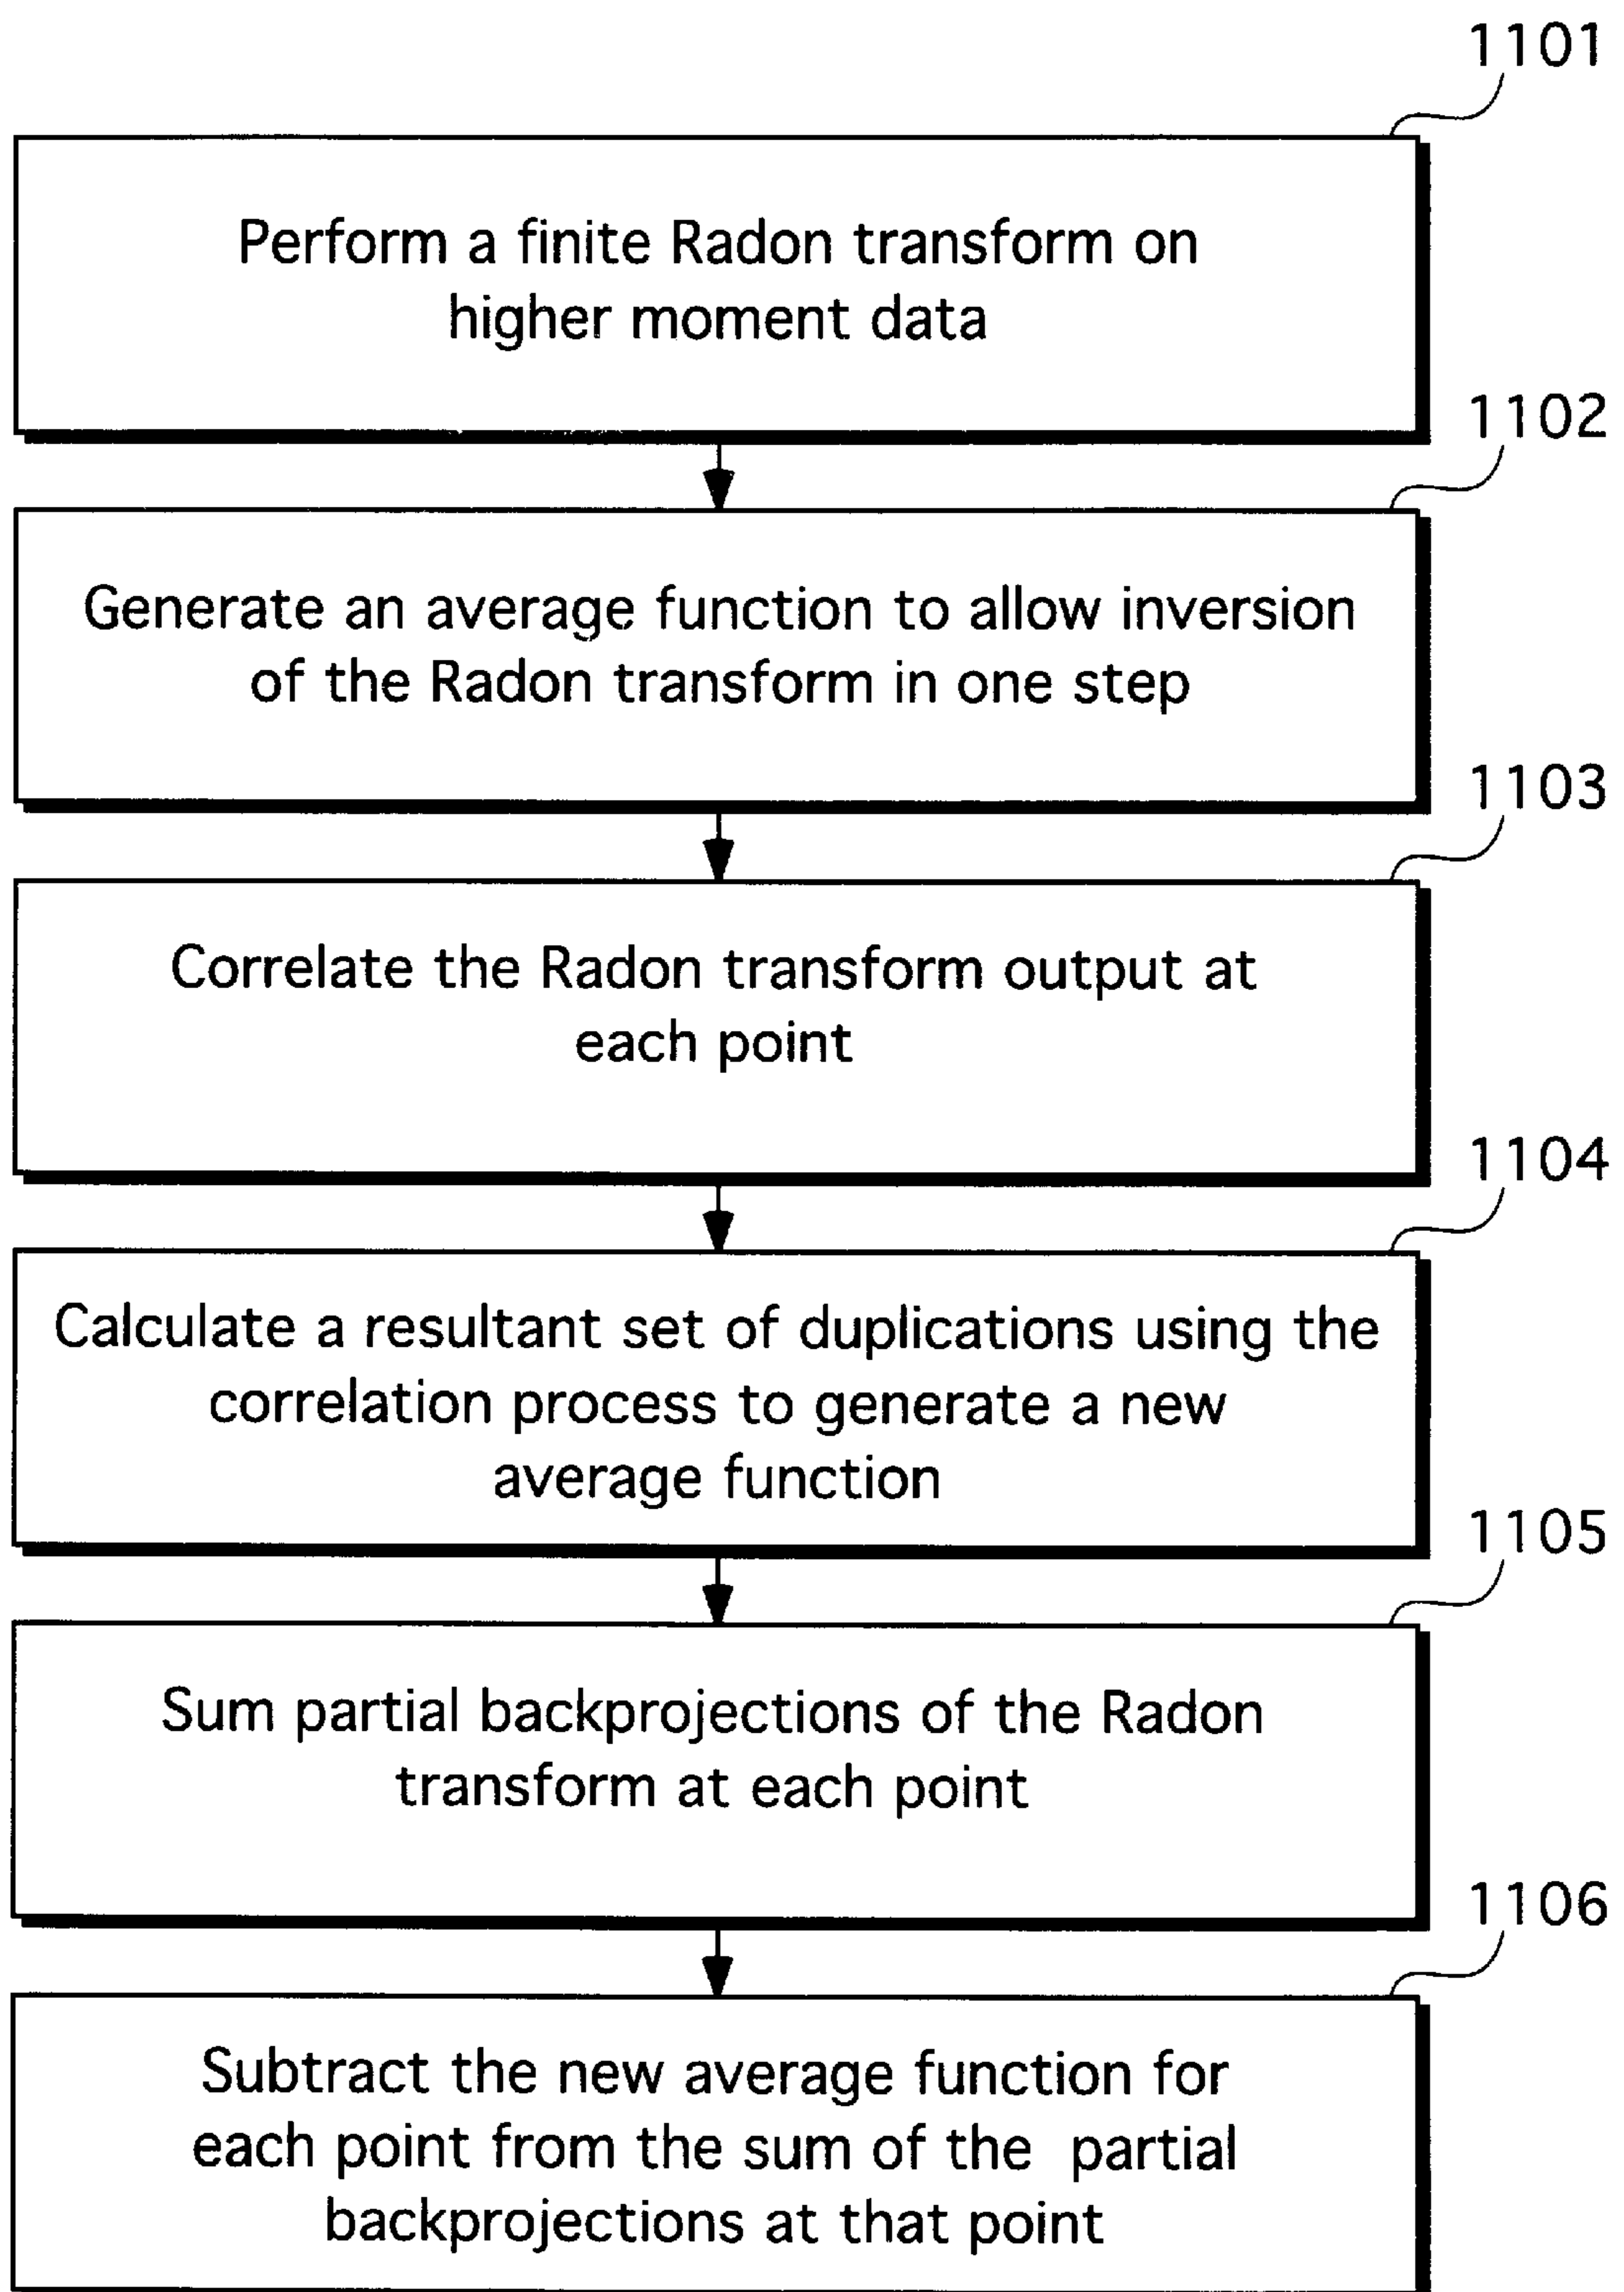 1101
Perform a finite Radon transform on
higher moment data
1102
Generate an average function to allow inversion
of the Radon transform in one step
1103
Correlate the Radon transform output at
each point
1104
Calculate a resultant set of duplications using the
correlation process to generate a new
average function
1105
Sum partial backprojections of the Radon
transform at each point
1106
Subtract the new average function for
each point from the sum of the partial
backprojections at that point